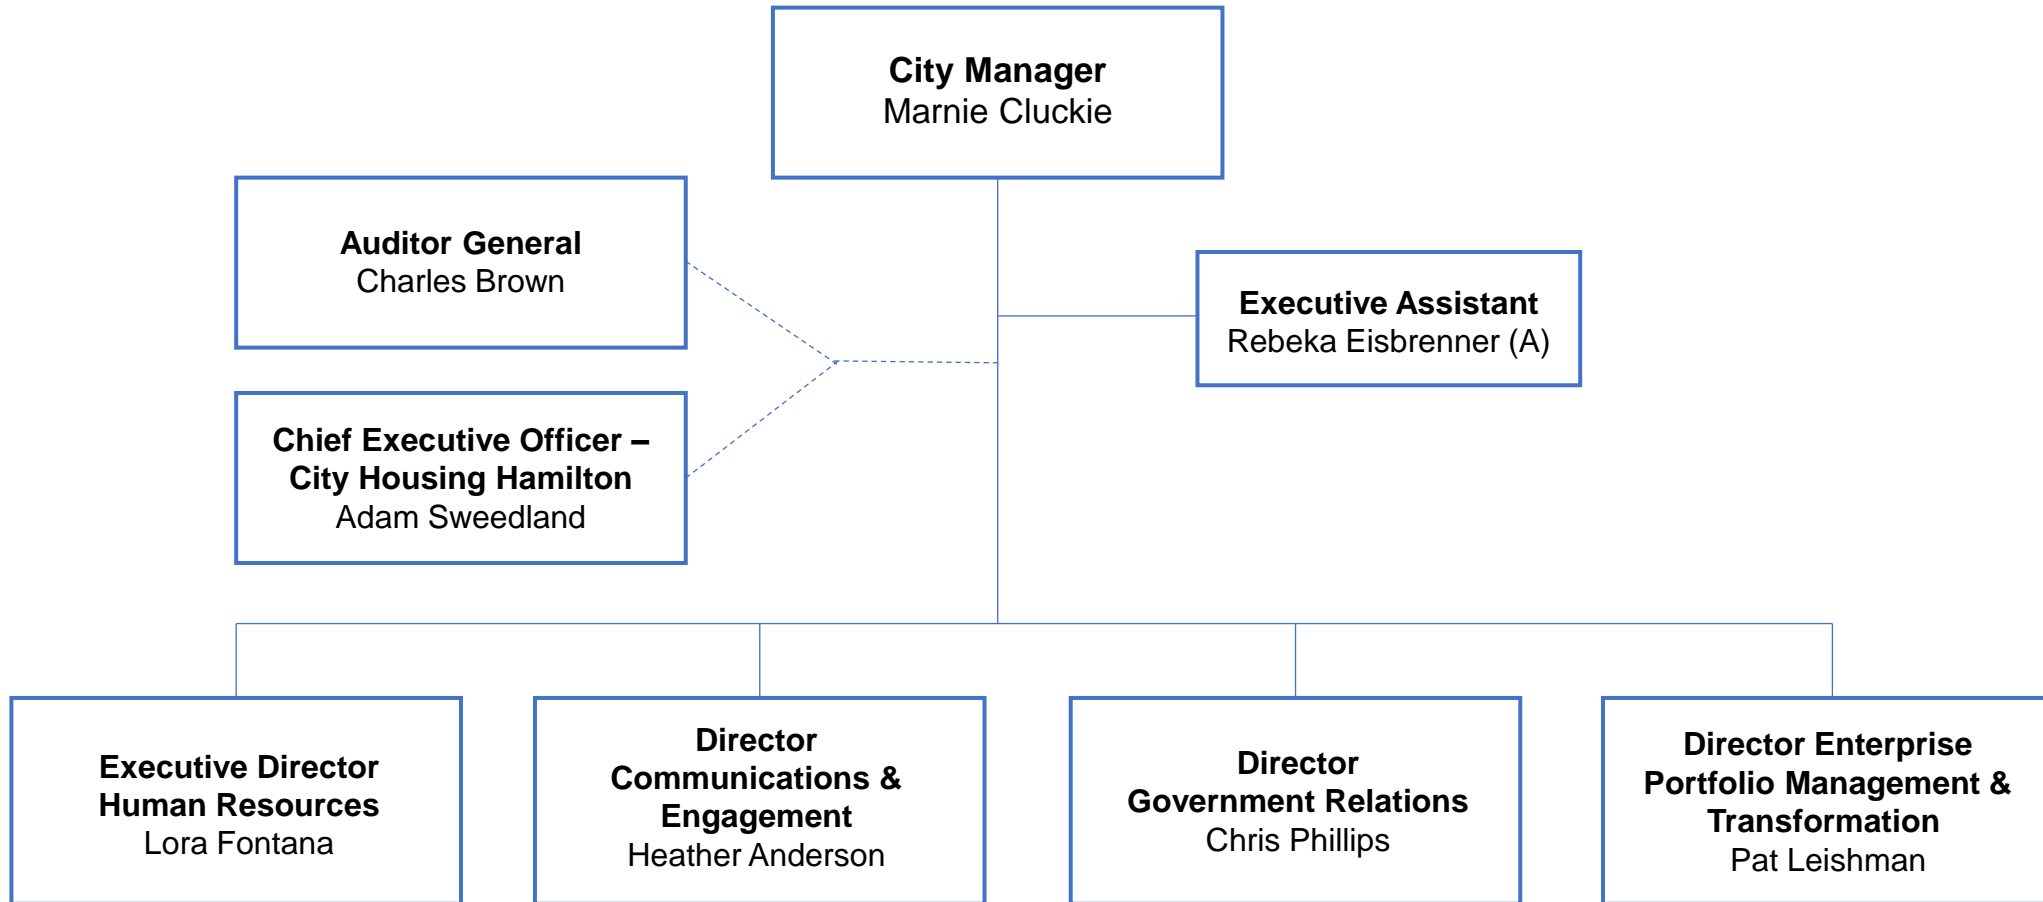 City Manager
Marnie Cluckie
Auditor General
Charles Brown
Executive Assistant
Rebeka Eisbrenner (A)
Chief Executive Officer –
City Housing Hamilton
Adam Sweedland
Executive Director
Human Resources
Lora Fontana
Director
Communications &
Engagement
Heather Anderson
Director
Government Relations
Chris Phillips
Director Enterprise
Portfolio Management &
Transformation
Pat Leishman